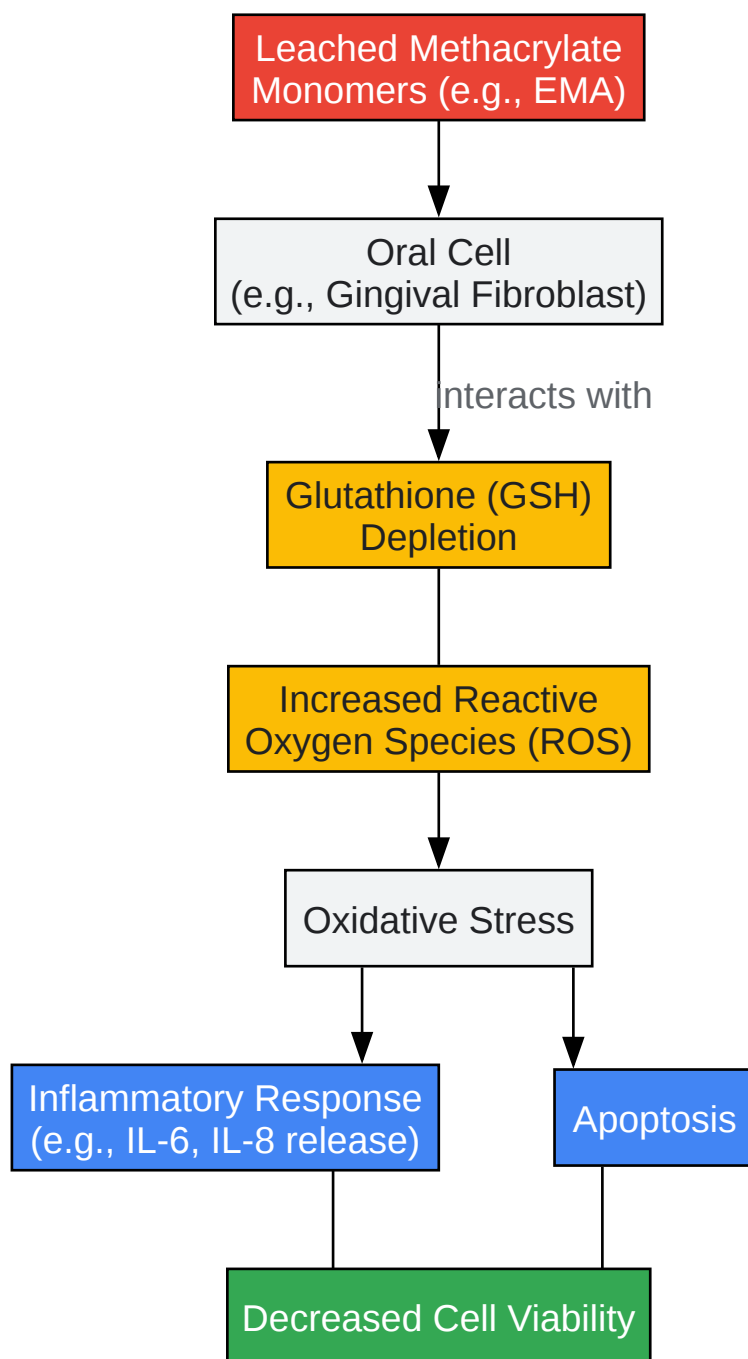 Leached Methacrylate
Monomers (e.g., EMA)
Oral Cell
(e.g., Gingival Fibroblast)
interacts with
Glutathione (GSH)
Depletion
Increased Reactive
Oxygen Species (ROS)
Oxidative Stress
Inflammatory Response
(e.g., IL-6, IL-8 release)
Apoptosis
Decreased Cell Viability